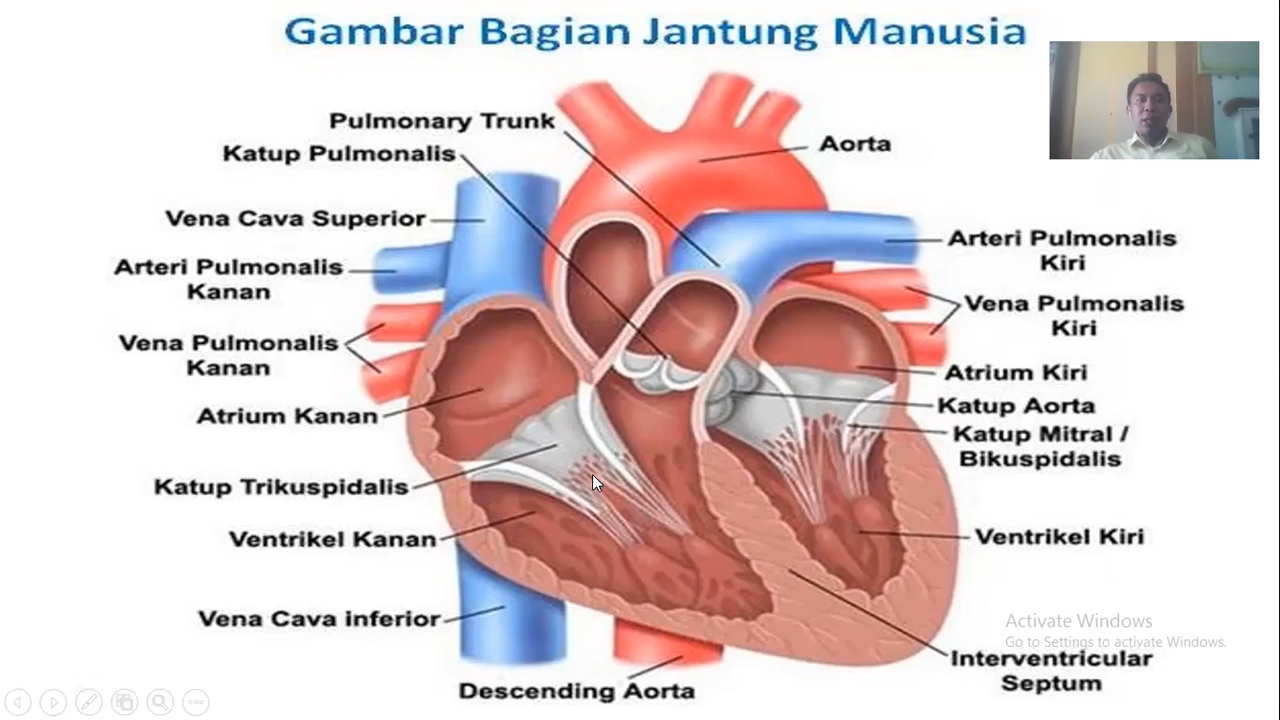 Gambar Bagian Jantung Manusia
Pulmonary Trunk
Katup Pulmonalis
Aorta
Vena Cava Superior
Arteri Pulmonalis
Kanan
Arteri Pulmonalis
Kiri
Vena Pulmonalis
Kanan
Vena Pulmonalis
Kiri
Atrium Kanan
Atrium Kiri
Katup Aorta
Katup Mitral /
Bikuspidalis
Katup Trikuspidalis
Ventrikel Kanan
Ventrikel Kiri
Vena Cava inferior
Activate Windows
Go to Settings to activate Windows.
Interventricular
Septum
Descending Aorta